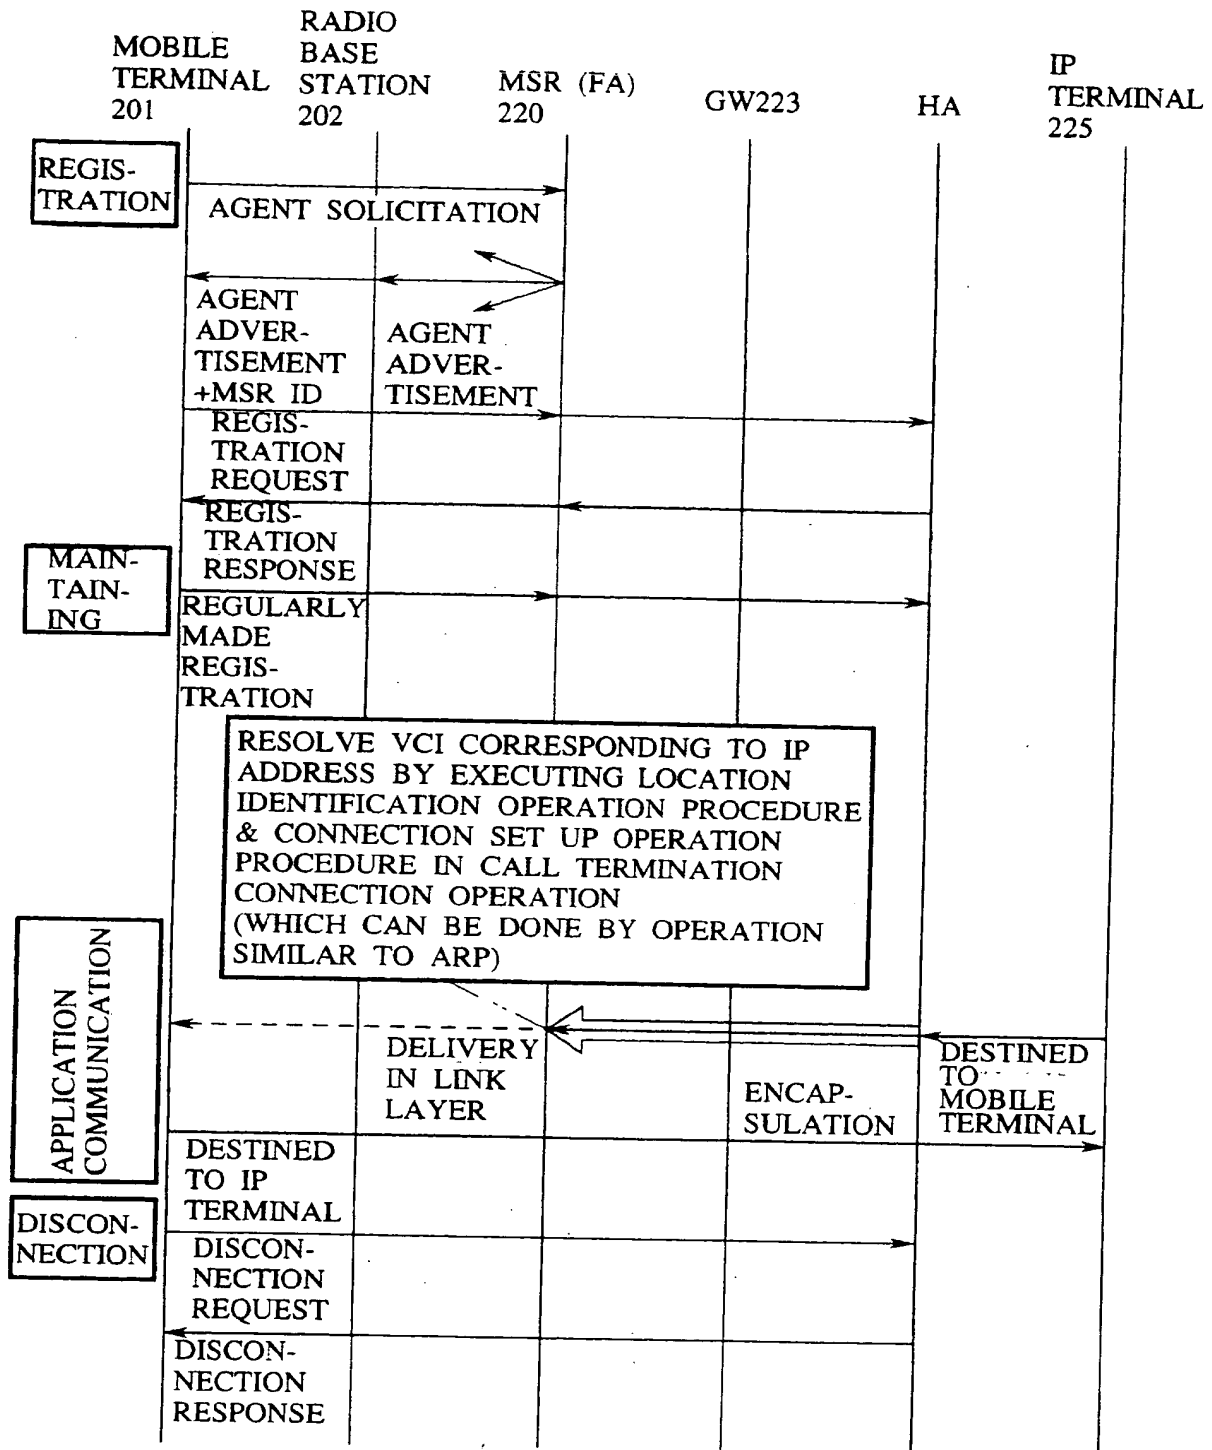 MOBILE
TERMINAL
201
RADIO
BASE
STATION
202
MSR (FA)
220
GW223
HA
IP
TERMINAL
225
REGIS-
TRATION
AGENT SOLICITATION
AGENT
ADVER-
TISEMENT
+MSR ID
AGENT
ADVER-
TISEMENT
REGIS-
TRATION
REQUEST
REGIS-
TRATION
RESPONSE
MAIN-
TAIN-
ING
REGULARLY
MADE
REGIS-
TRATION
RESOLVE VCI CORRESPONDING TO IP
ADDRESS BY EXECUTING LOCATION
IDENTIFICATION OPERATION PROCEDURE
& CONNECTION SET UP OPERATION
PROCEDURE IN CALL TERMINATION
CONNECTION OPERATION
(WHICH CAN BE DONE BY OPERATION
SIMILAR TO ARP)
APPLICATION
COMMUNICATION
DELIVERY
IN LINK
LAYER
ENCAP-
SULATION
DESTINED
TO
MOBILE
TERMINAL
DESTINED
TO IP
TERMINAL
DISCON-
NECTION
DISCON-
NECTION
REQUEST
DISCON-
NECTION
RESPONSE